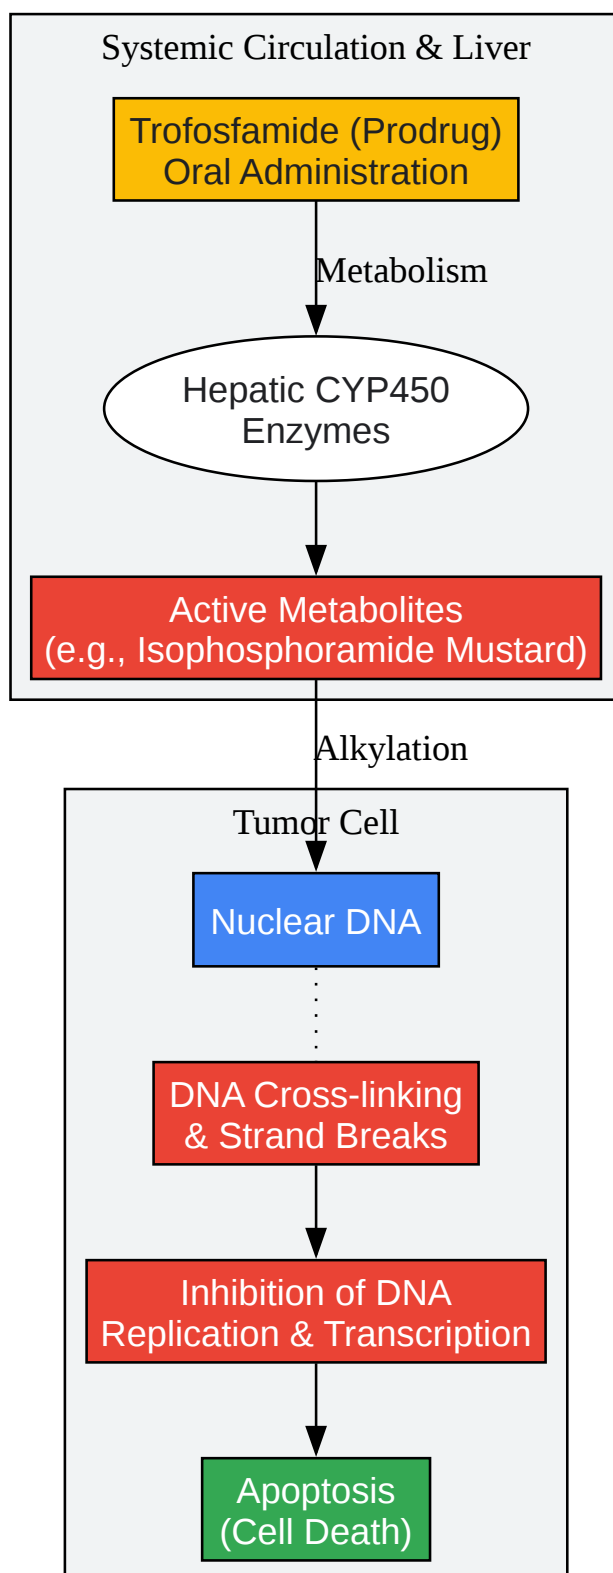 Systemic Circulation & Liver
Trofosfamide (Prodrug)
Oral Administration
Metabolism
Hepatic CYP450
Enzymes
Active Metabolites
(e.g., Isophosphoramide Mustard)
Alkylation
Tumor Cell
Nuclear DNA
DNA Cross-linking
& Strand Breaks
Inhibition of DNA
Replication & Transcription
Apoptosis
(Cell Death)